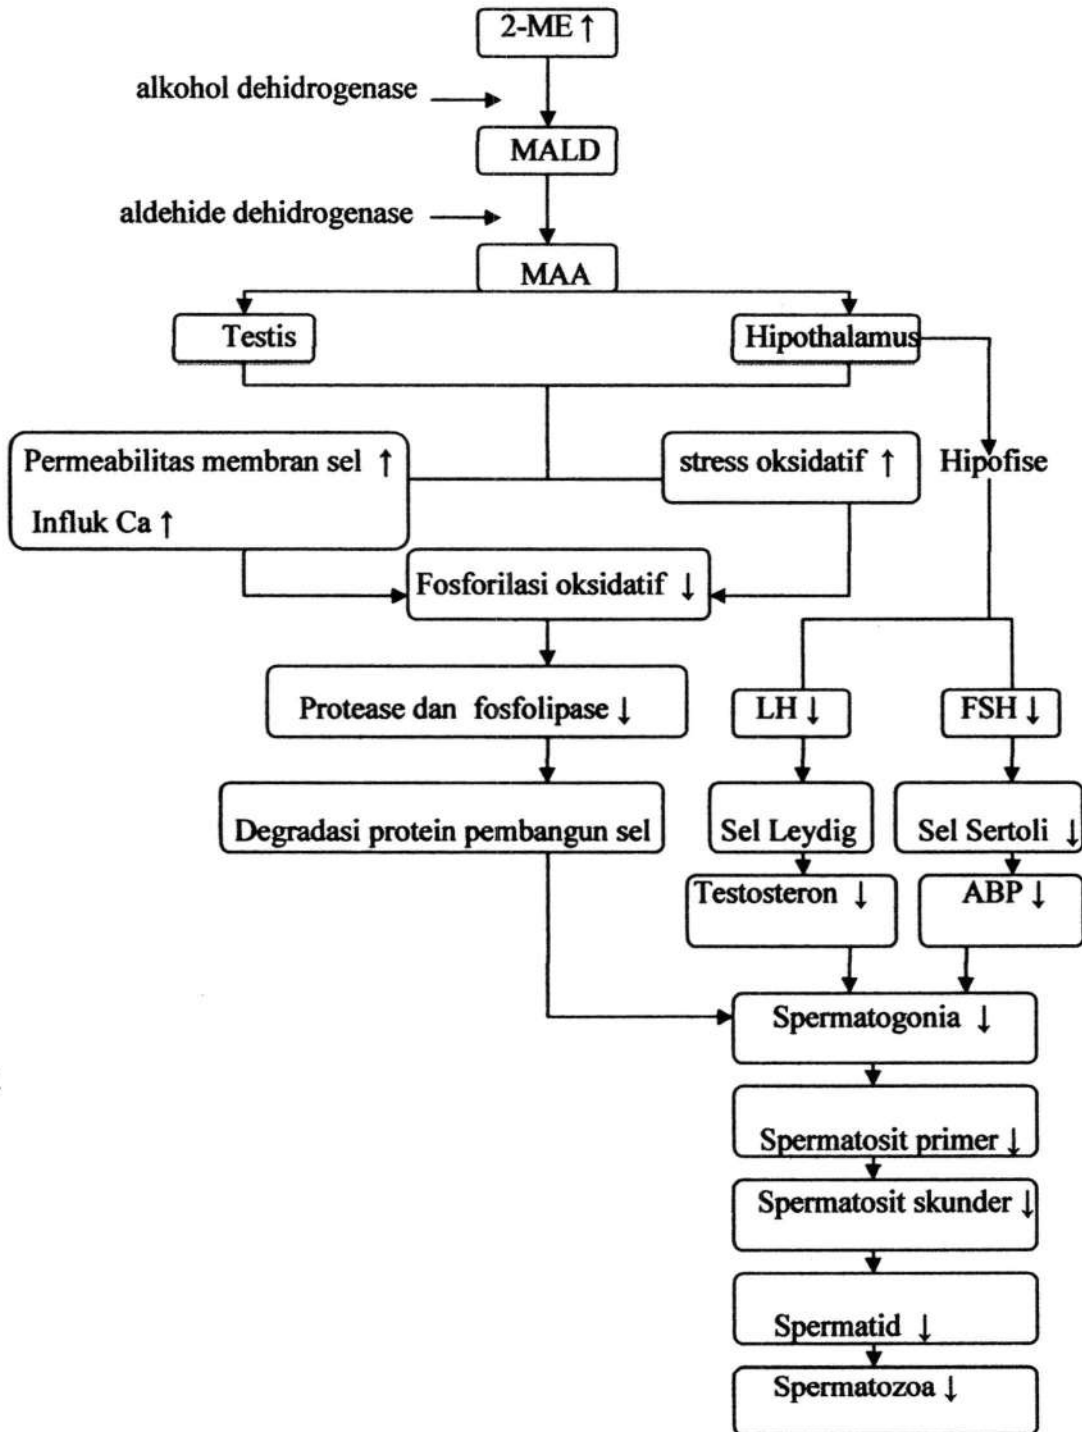 2-ME ↑
alkohol dehidrogenase
MALD
aldehide dehidrogenase
MAA
Testis
Hipothalamus
Permeabilitas membran sel ↑
Influk Ca ↑
stress oksidatif ↑
Hipofise
Fosforilasi oksidatif ↓
Protease dan fosfolipase ↓
LH ↓
FSH ↓
Degradasi protein pembangun sel
Sel Leydig
Sel Sertoli ↓
Testosteron ↓
ABP ↓
Spermatogonia ↓
Spermatosit primer ↓
Spermatosit skunder ↓
Spermatid ↓
Spermatozoa ↓